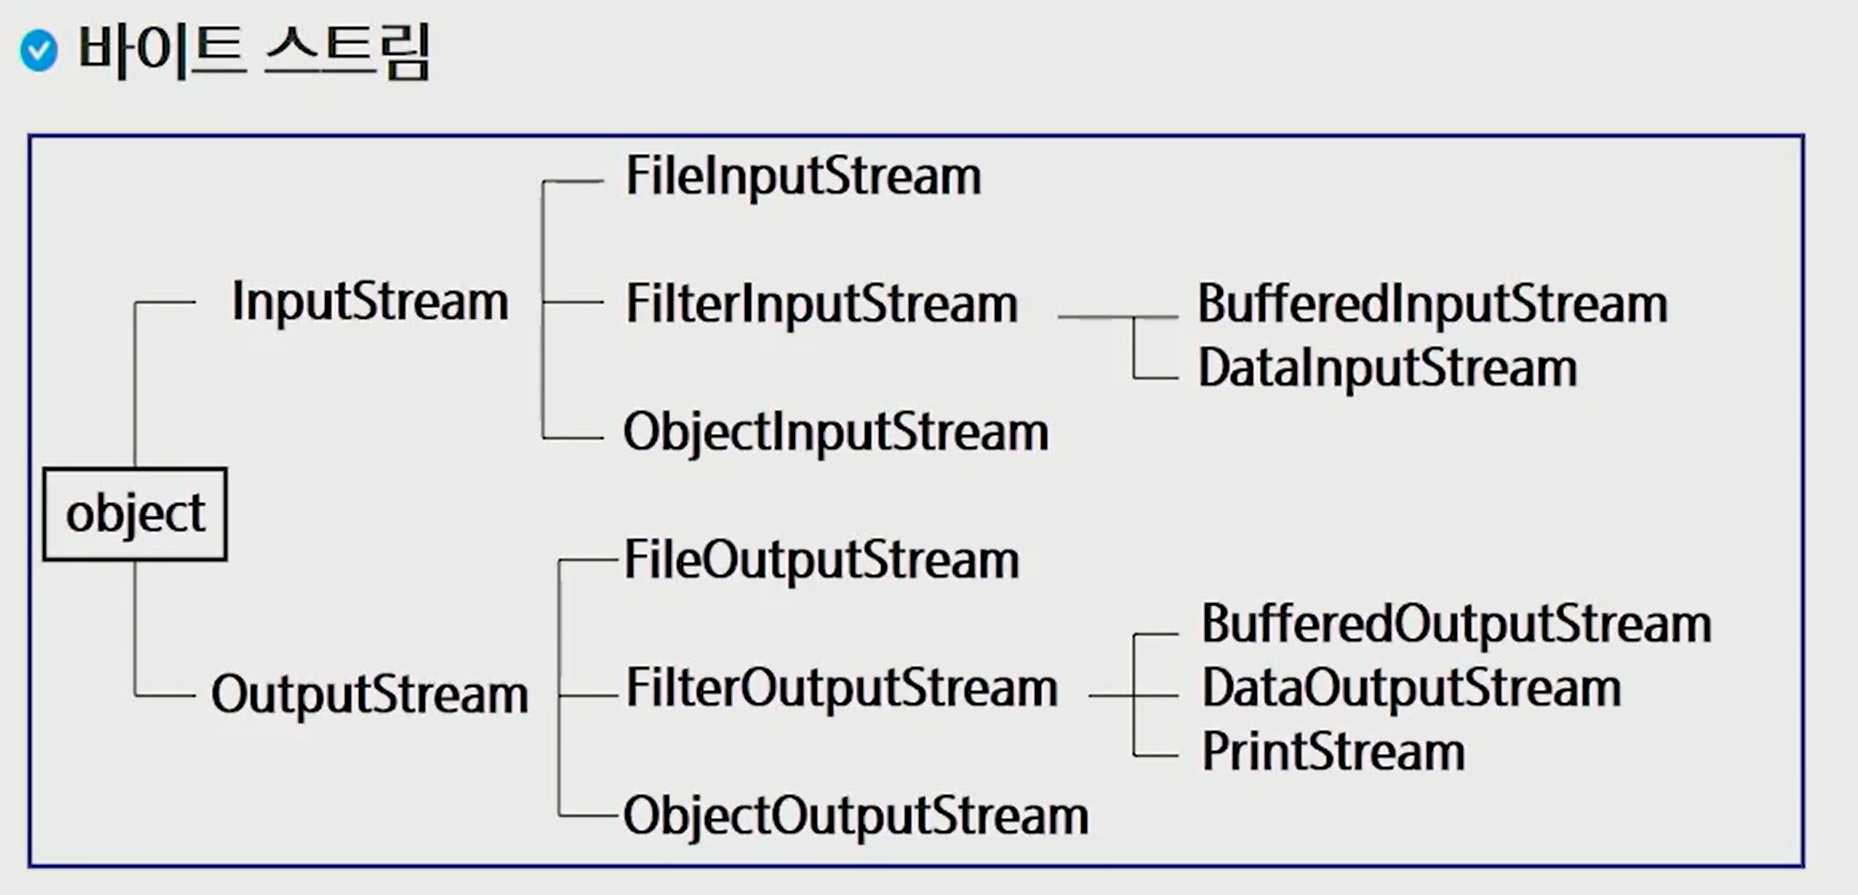 바이트 스트림
FileInputStream
InputStream
FilterInputStream
BufferedInputStream
DataInputStream
ObjectInputStream
object
FileOutputStream
OutputStream
FilterOutputStream
BufferedOutputStream
DataOutputStream
PrintStream
ObjectOutputStream